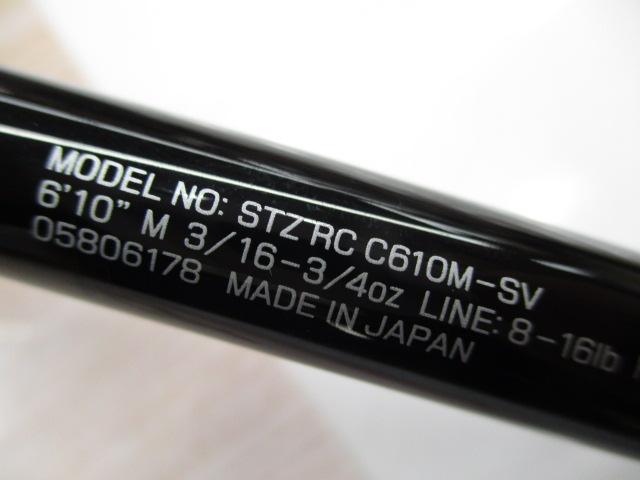 MODEL NO: STZ RC C610M-SV
6'10" M 3/16-3/4oz LINE: 8-16lb
05806178 MADE IN JAPAN